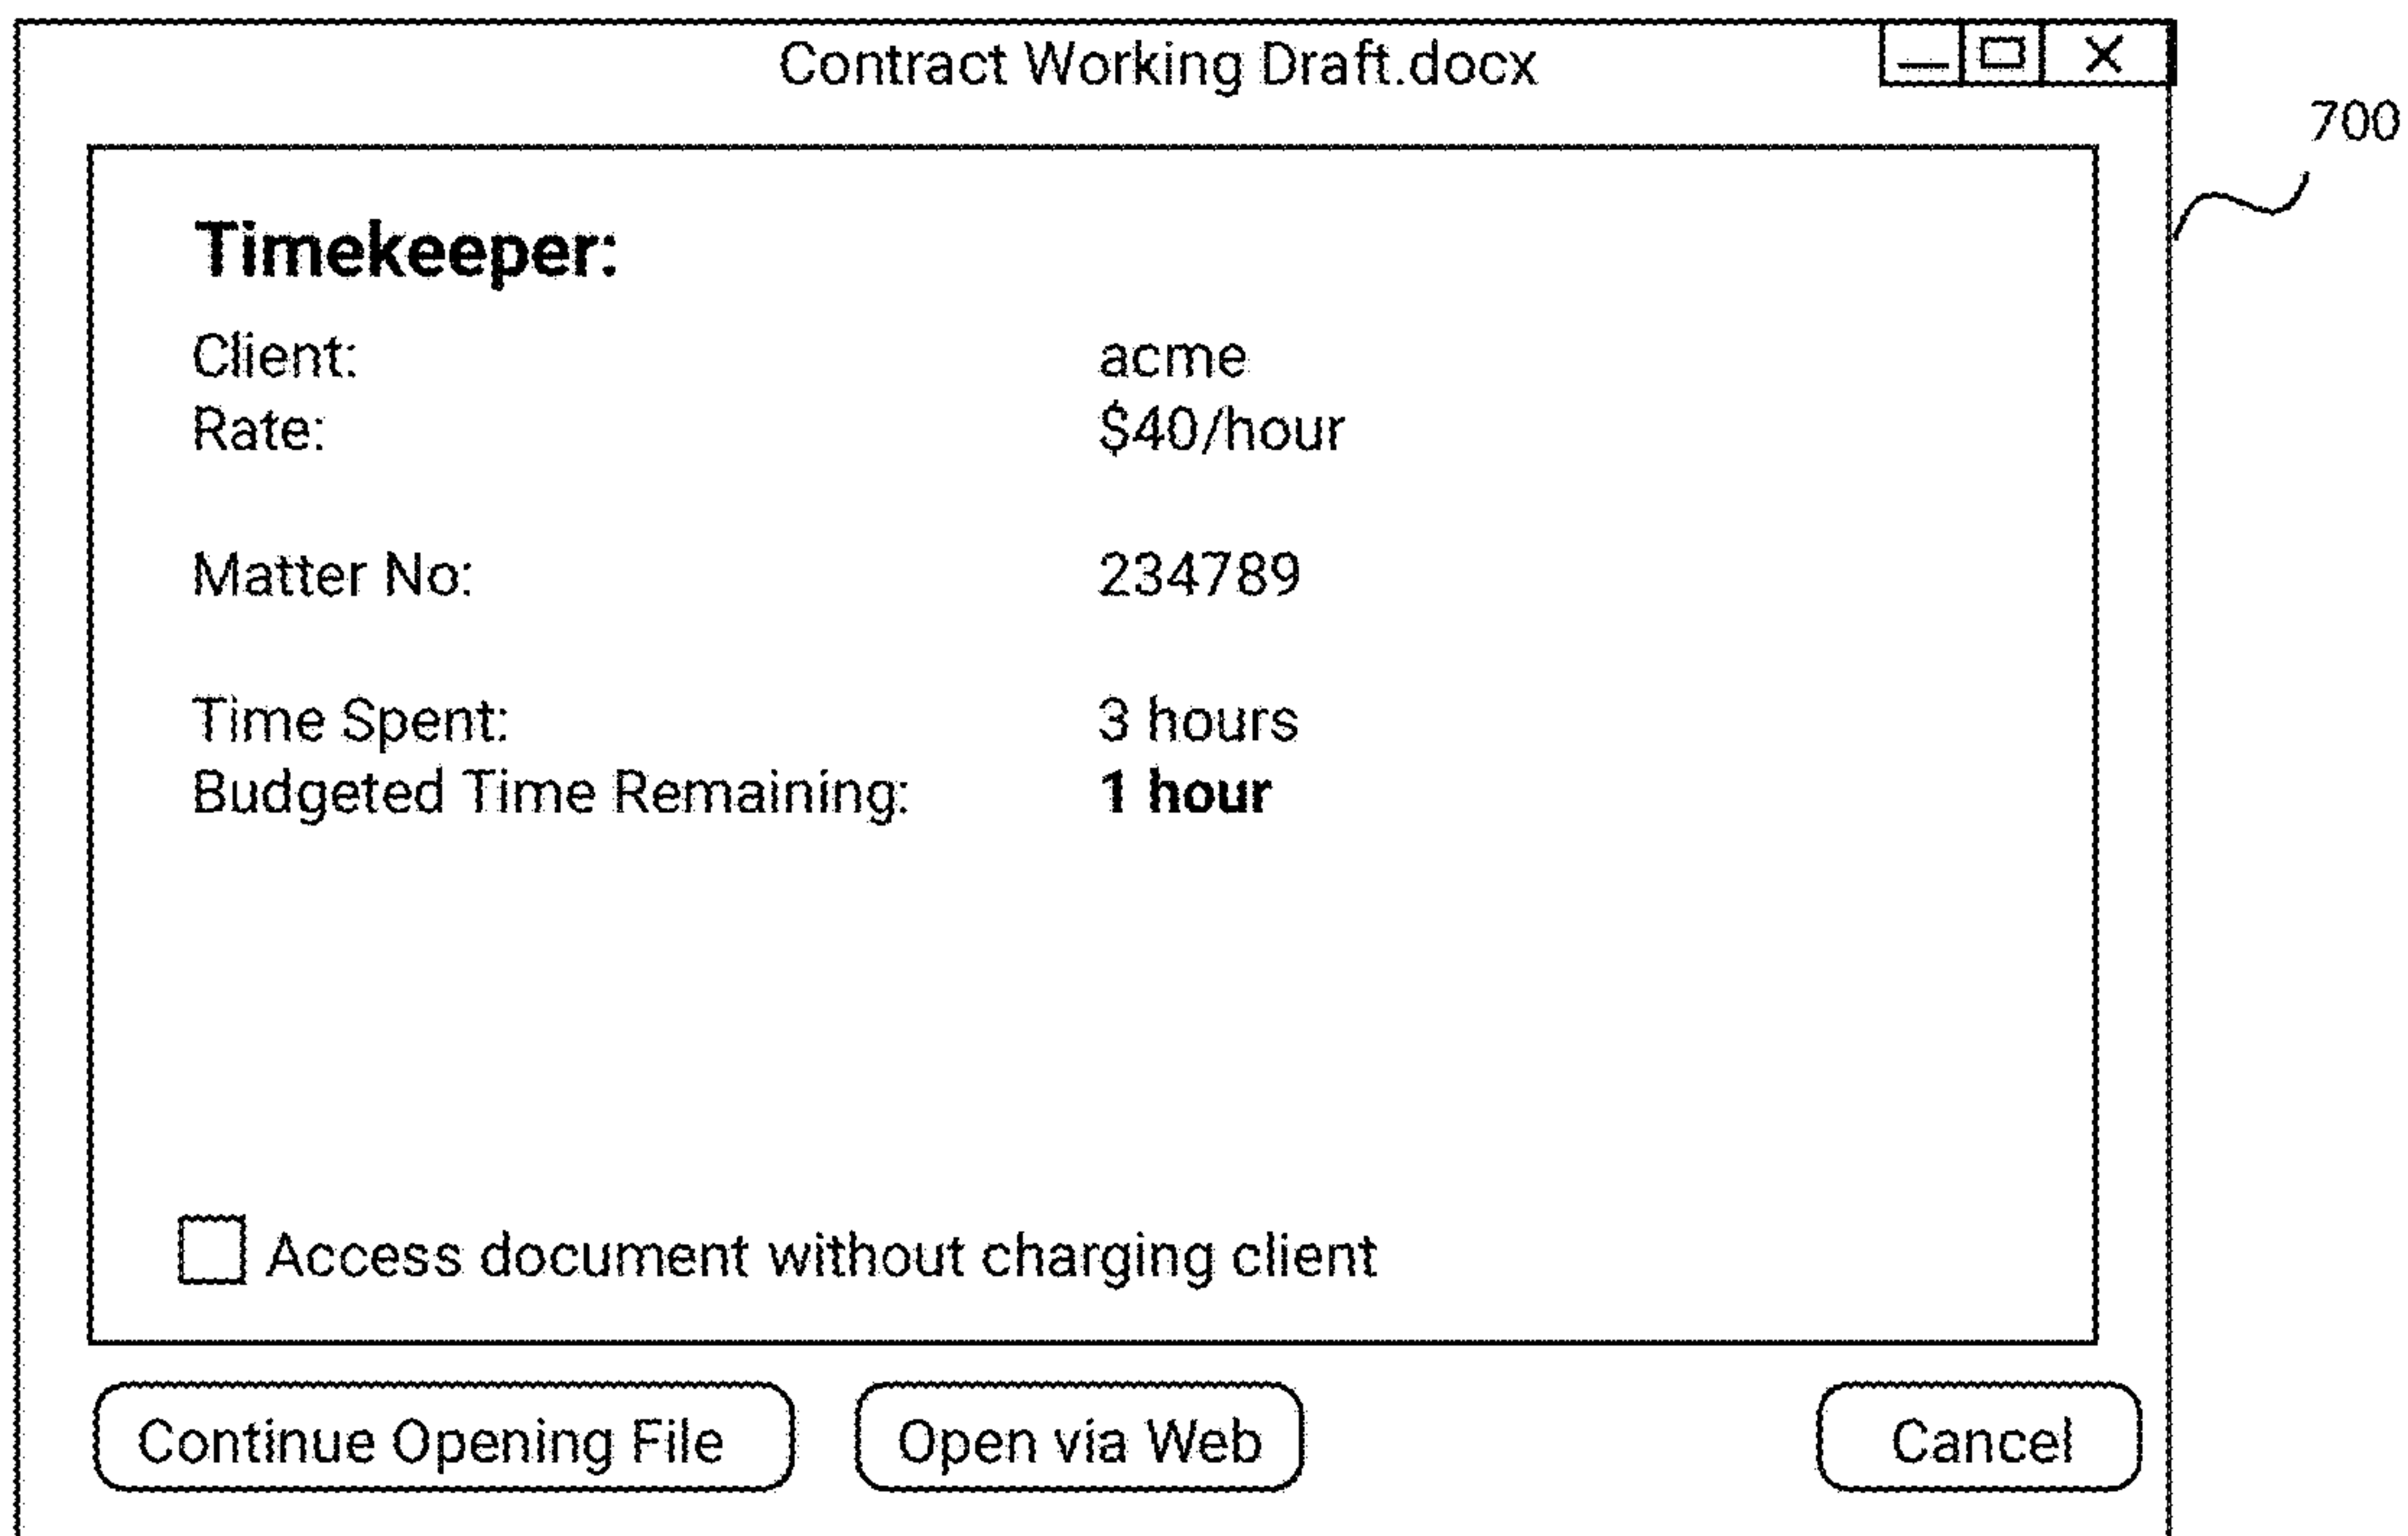 Contract Working Draft.docx
700
Timekeeper:
Client: acme
Rate: $40/hour
Matter No: 234789
Time Spent: 3 hours
Budgeted Time Remaining: 1 hour
Access document without charging client
Continue Opening File Open via Web Cancel